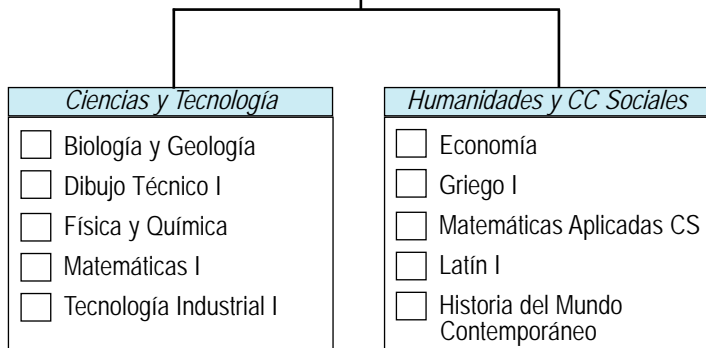 Ciencias y Tecnología
Biología y Geología
Dibujo Técnico I
Física y Química
Matemáticas I
Tecnología Industrial I
Humanidades y CC Sociales
Economía
Griego I
Matemáticas Aplicadas CS
Latín I
Historia del Mundo
Contemporáneo